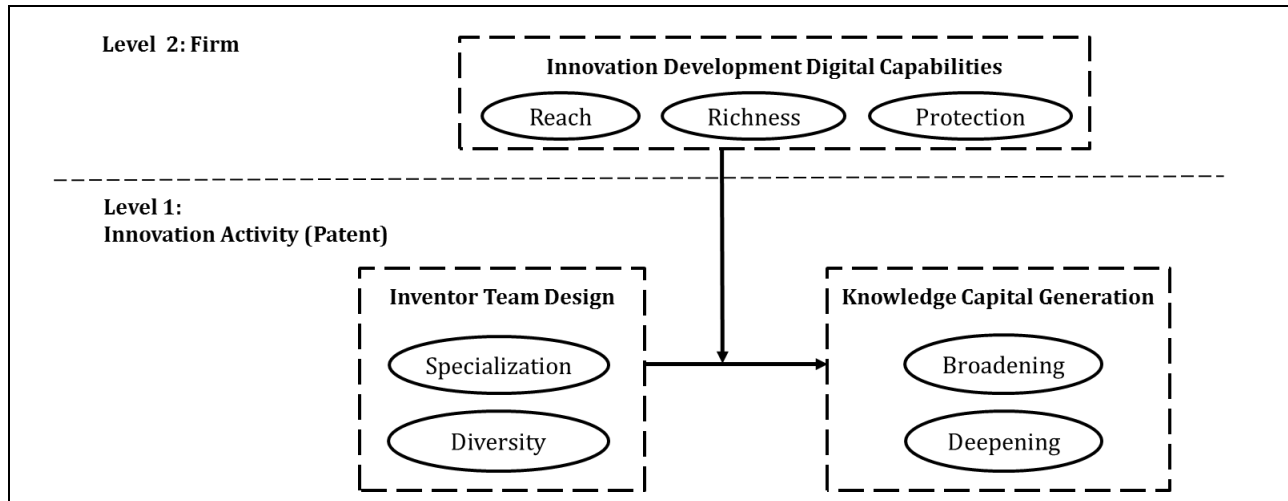 Level 2: Firm
Innovation Development Digital Capabilities
Reach
Richness
Protection
Level 1:
Innovation Activity (Patent)
Inventor Team Design
Specialization
Diversity
Knowledge Capital Generation
Broadening
Deepening